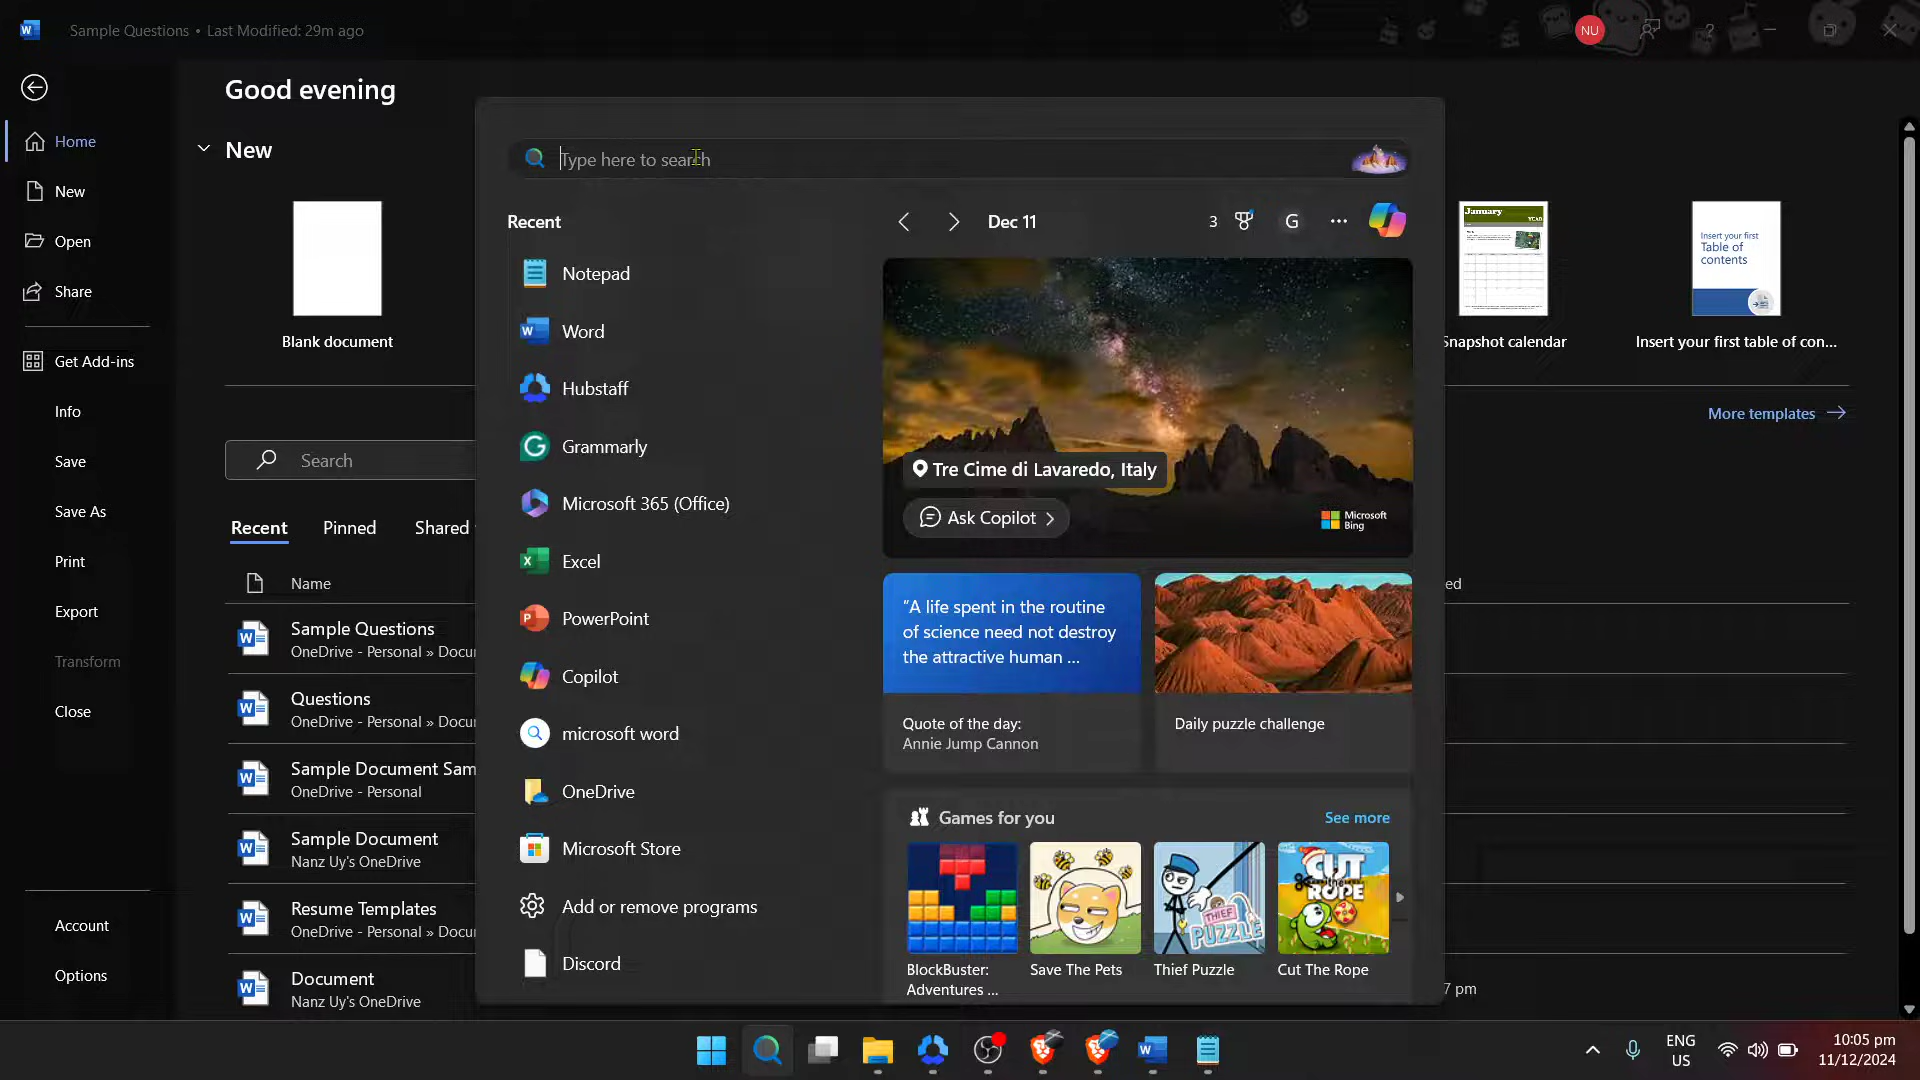 Sample Questions • Last Modified: 29m ago
NU
?
Good evening
Home
New
Open
Share
Get Add-ins
Info
Save
Save As
Print
Export
Transform
Close
Account
Options
New
Blank document
Snapshot calendar
January
YEAR
Insert your first
Table of
contents
Insert your first table of con...
More templates
Search
Recent
Pinned
Shared
Name
Sample Questions
OneDrive - Personal » Docu
Questions
OneDrive - Personal » Docu
Sample Document Sam
OneDrive - Personal
Sample Document
Nanz Uy's OneDrive
Resume Templates
OneDrive - Personal » Docu
Document
Nanz Uy's OneDrive
ed
7 pm
Type here to search
Recent
Notepad
Word
Hubstaff
Grammarly
Microsoft 365 (Office)
Excel
PowerPoint
Copilot
microsoft word
OneDrive
Microsoft Store
Add or remove programs
Discord
Dec 11
3
G
Tre Cime di Lavaredo, Italy
Ask Copilot
Microsoft
Bing
"A life spent in the routine
of science need not destroy
the attractive human ...
Quote of the day:
Annie Jump Cannon
Daily puzzle challenge
Games for you
See more
THIEF
PUZZLE
CUT
THE
ROPE
BlockBuster:
Adventures ...
Save The Pets
Thief Puzzle
Cut The Rope
ENG
US
10:05 pm
11/12/2024